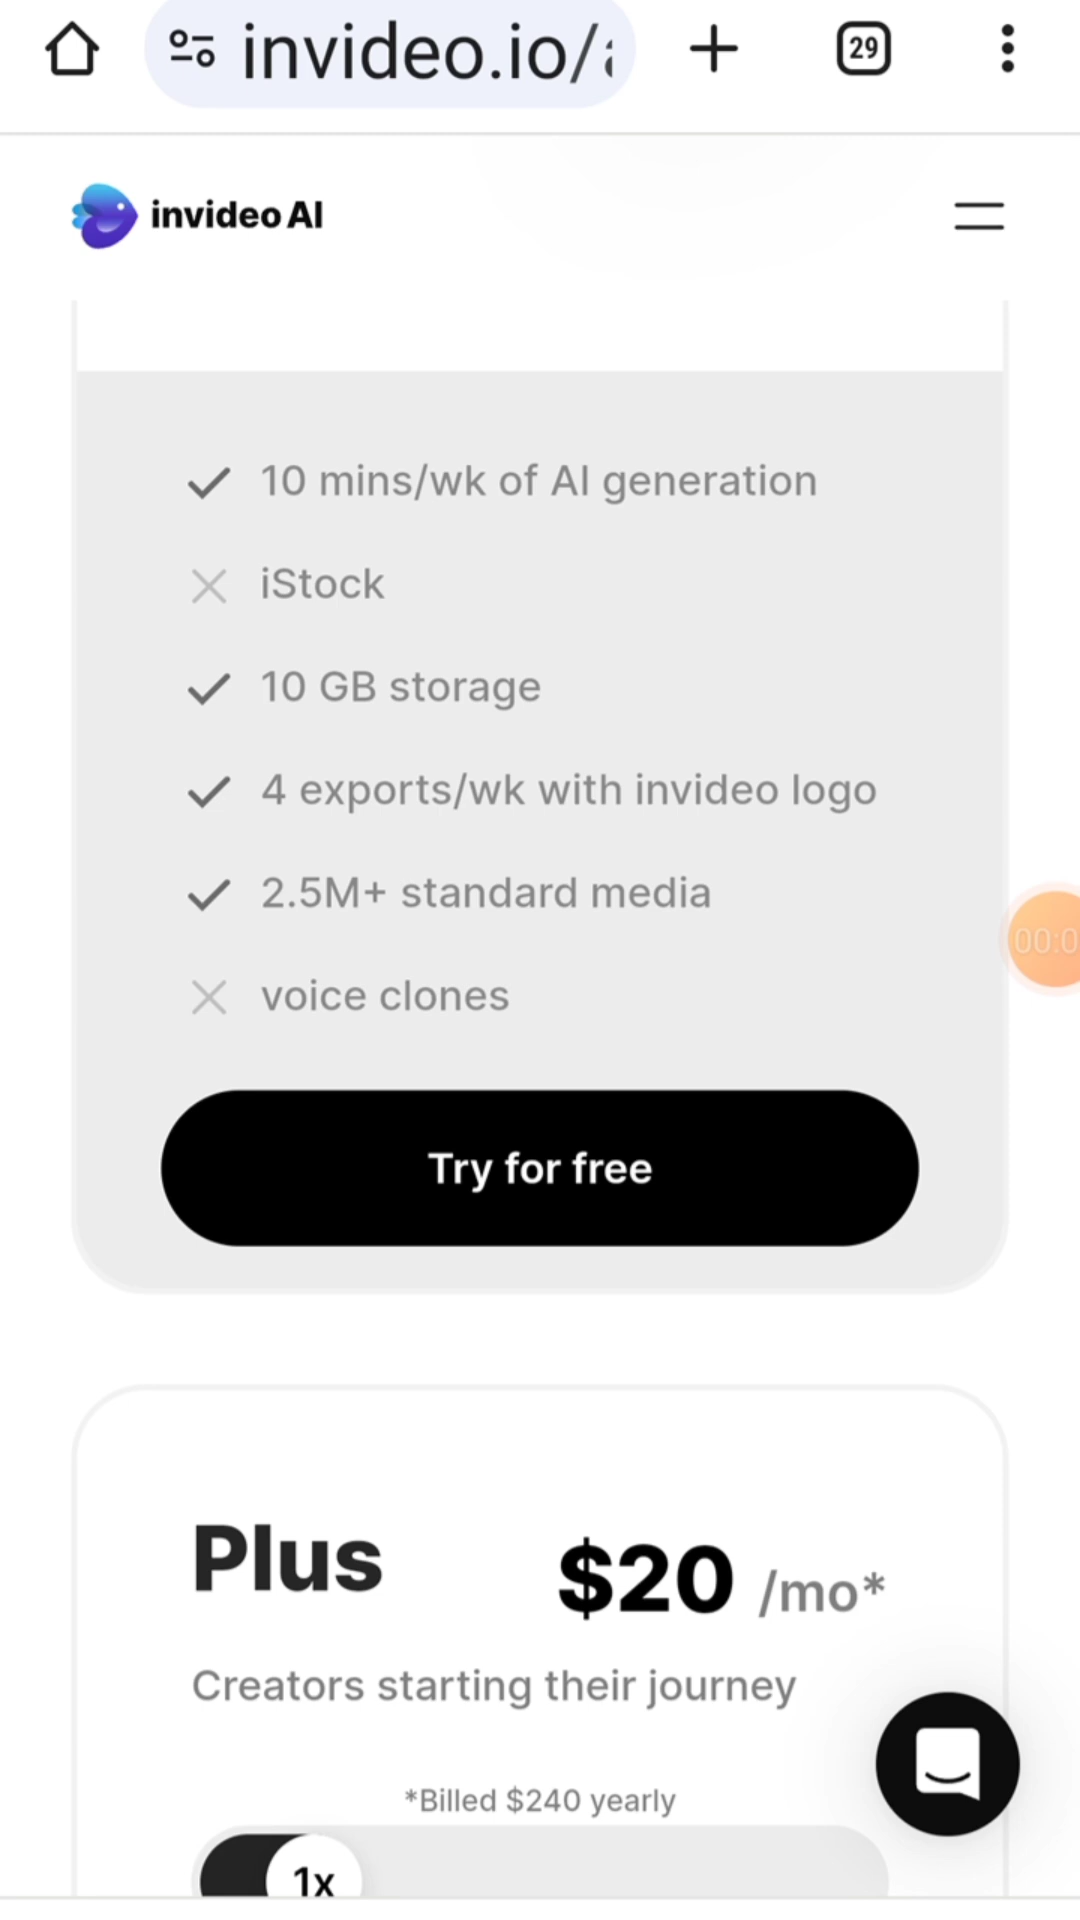 invideo.io/
29
invideo AI
10 mins/wk of AI generation
iStock
10 GB storage
4 exports/wk with invideo logo
2.5M+ standard media
voice clones
00:0
Try for free
Plus
$20 /mo*
Creators starting their journey
*Billed $240 yearly
1x